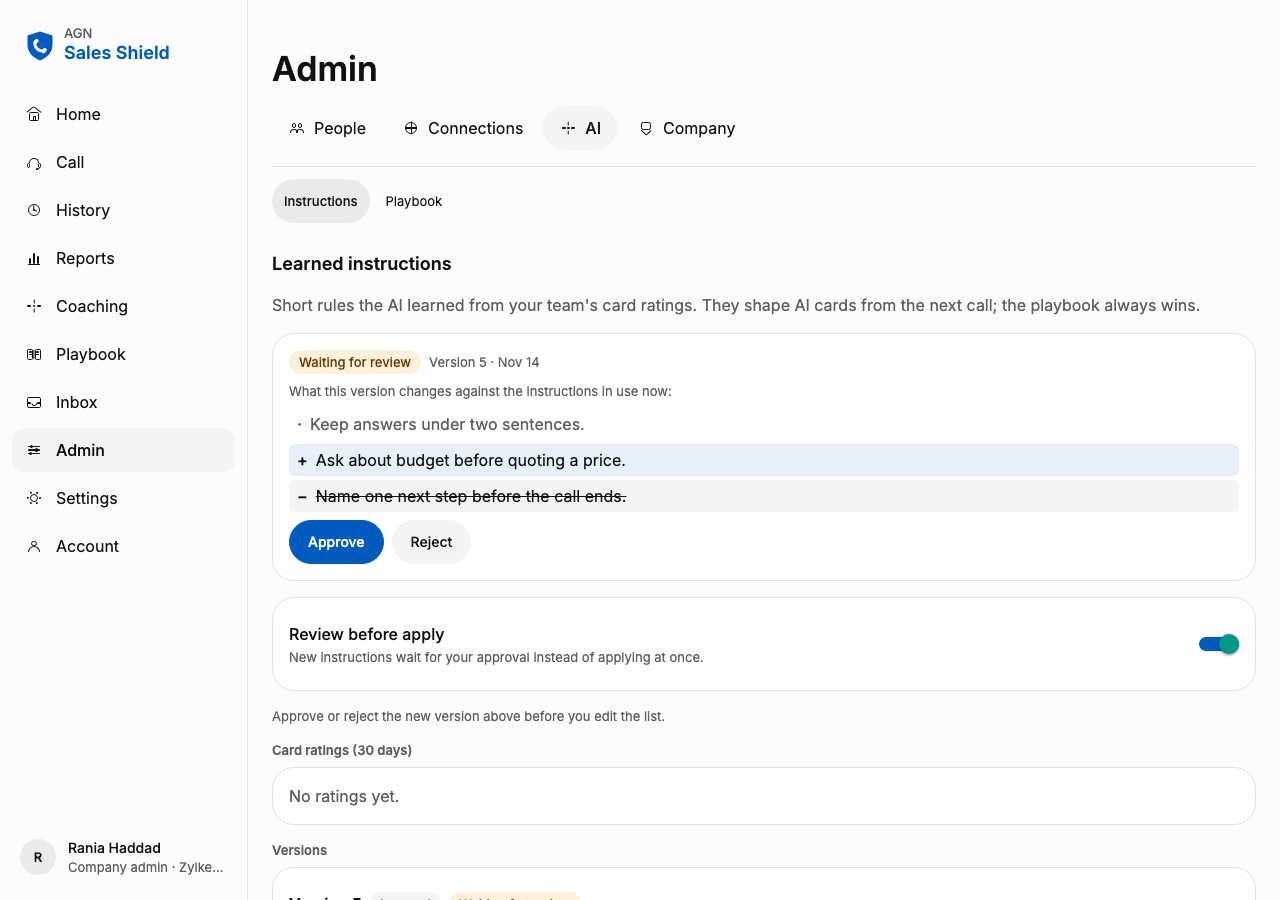 AGN
Sales Shield
Home
Call
History
Reports
Coaching
Playbook
Inbox
Admin
Settings
Account
R
Rania Haddad
Company admin · Zylke...
Admin
People
Connections
AI
Company
Instructions
Playbook
Learned instructions
Short rules the AI learned from your team's card ratings. They shape AI cards from the next call; the playbook always wins.
Waiting for review
Version 5 · Nov 14
What this version changes against the instructions in use now:
· Keep answers under two sentences.
+ Ask about budget before quoting a price.
– Name one next step before the call ends.
Approve
Reject
Review before apply
New instructions wait for your approval instead of applying at once.
Approve or reject the new version above before you edit the list.
Card ratings (30 days)
No ratings yet.
Versions